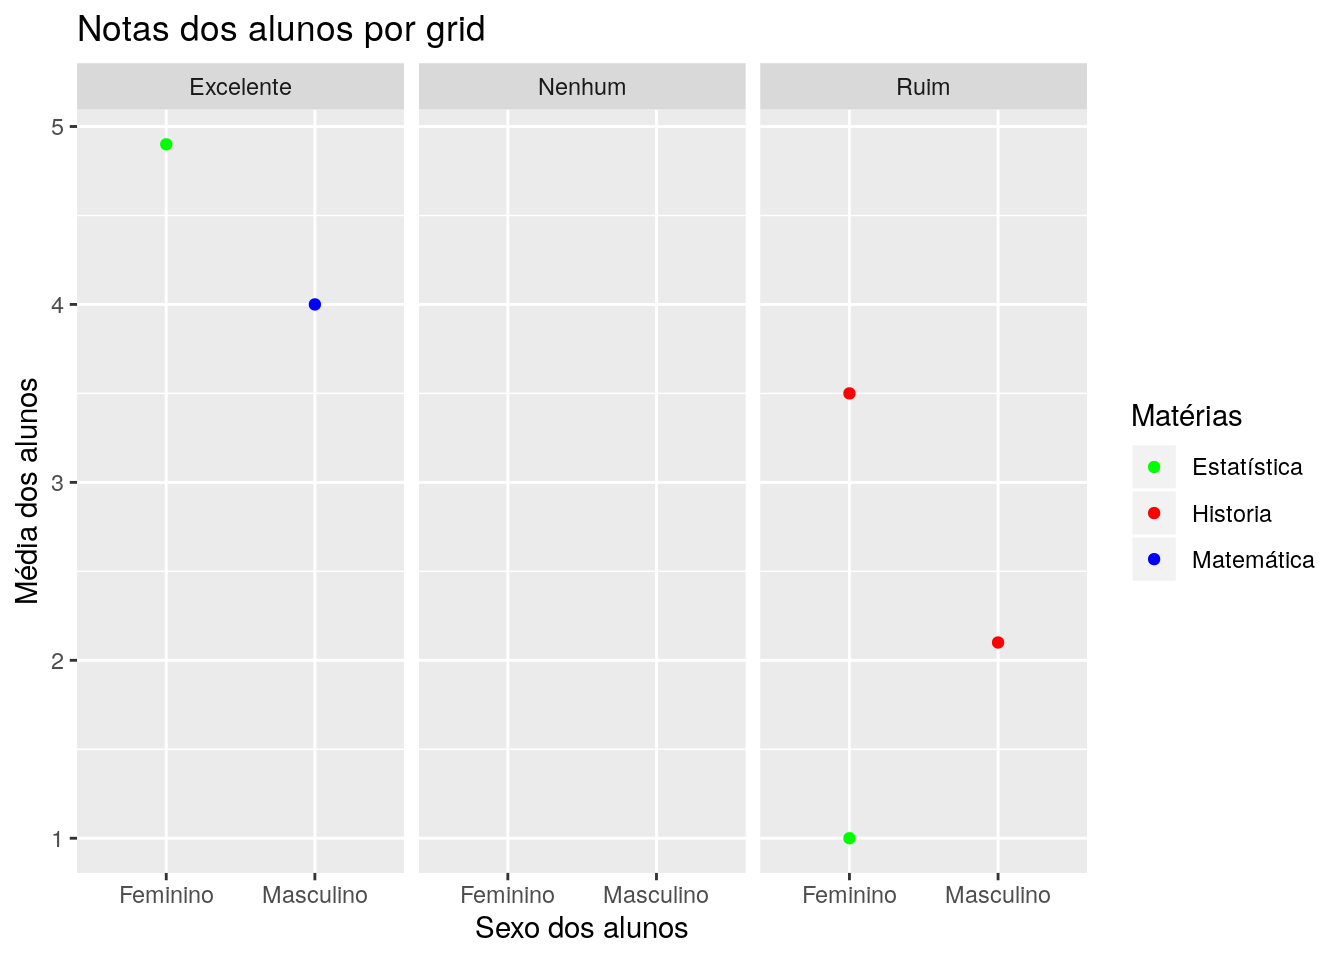 Notas dos alunos por grid
Excelente
Nenhum
Ruim
5
4
3
2
1
Média dos alunos
Feminino
Masculino
Feminino
Masculino
Feminino
Masculino
Sexo dos alunos
Matérias
Estatística
Historia
Matemática